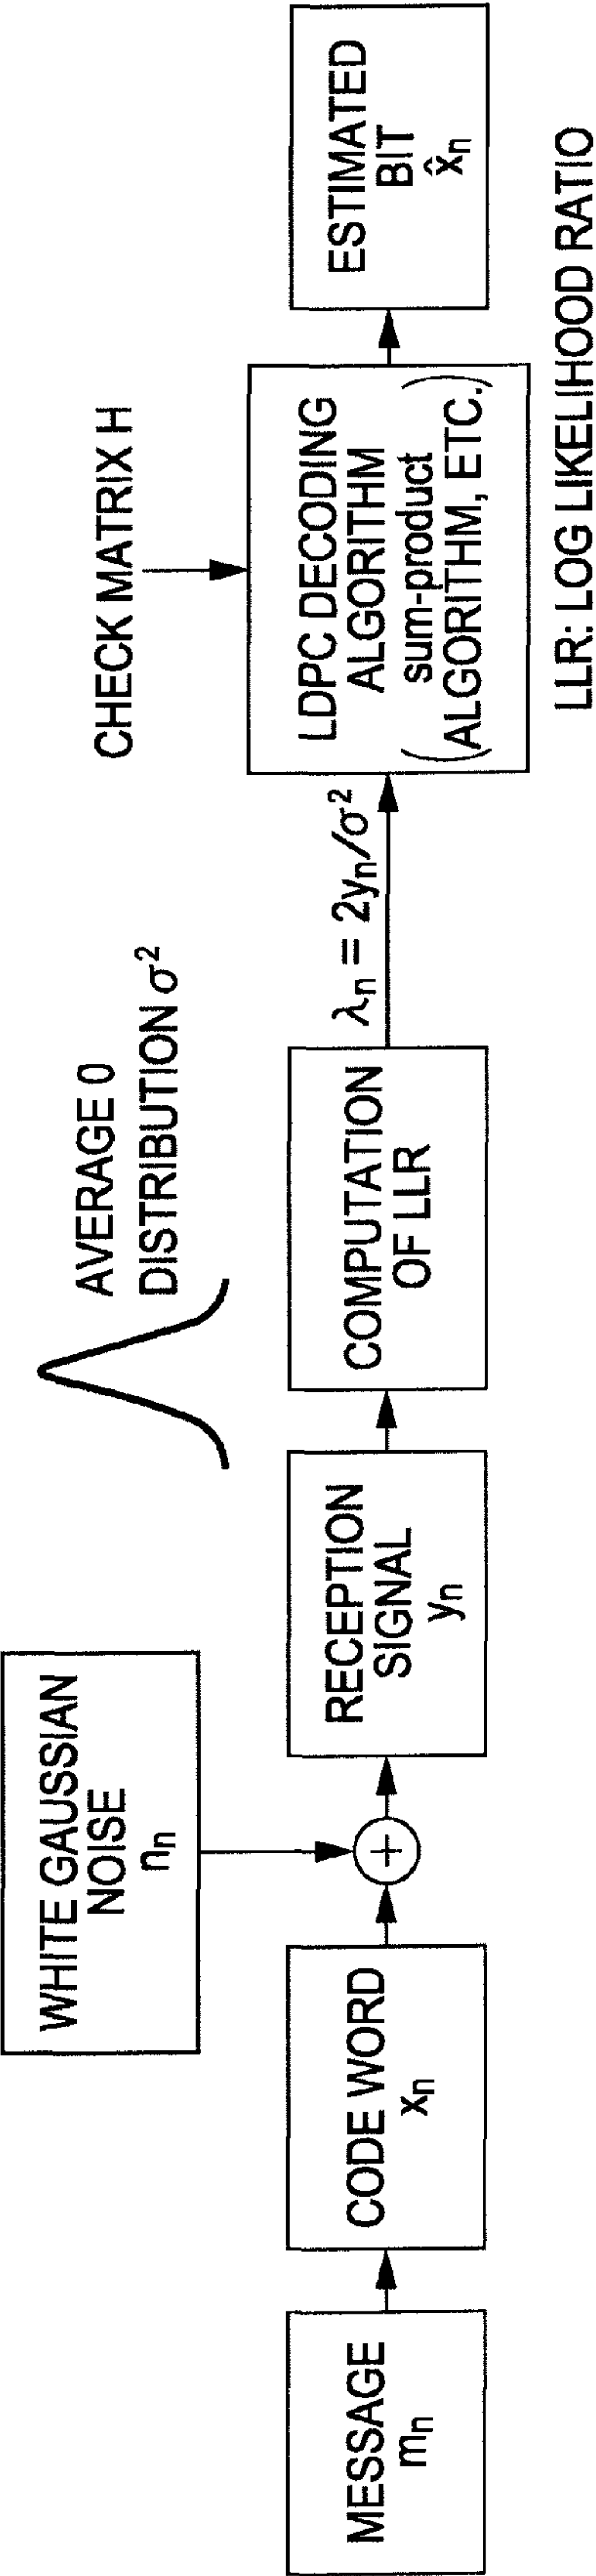 WHITE GAUSSIAN
NOISE
nn
AVERAGE 0
DISTRIBUTION σ²
CHECK MATRIX H
MESSAGE
mn
CODE WORD
xn
+
RECEPTION
SIGNAL
yn
COMPUTATION
OF LLR
λn = 2yn/σ²
LDPC DECODING
ALGORITHM
(sum-product
ALGORITHM, ETC.)
ESTIMATED
BIT
x̂n
LLR: LOG LIKELIHOOD RATIO